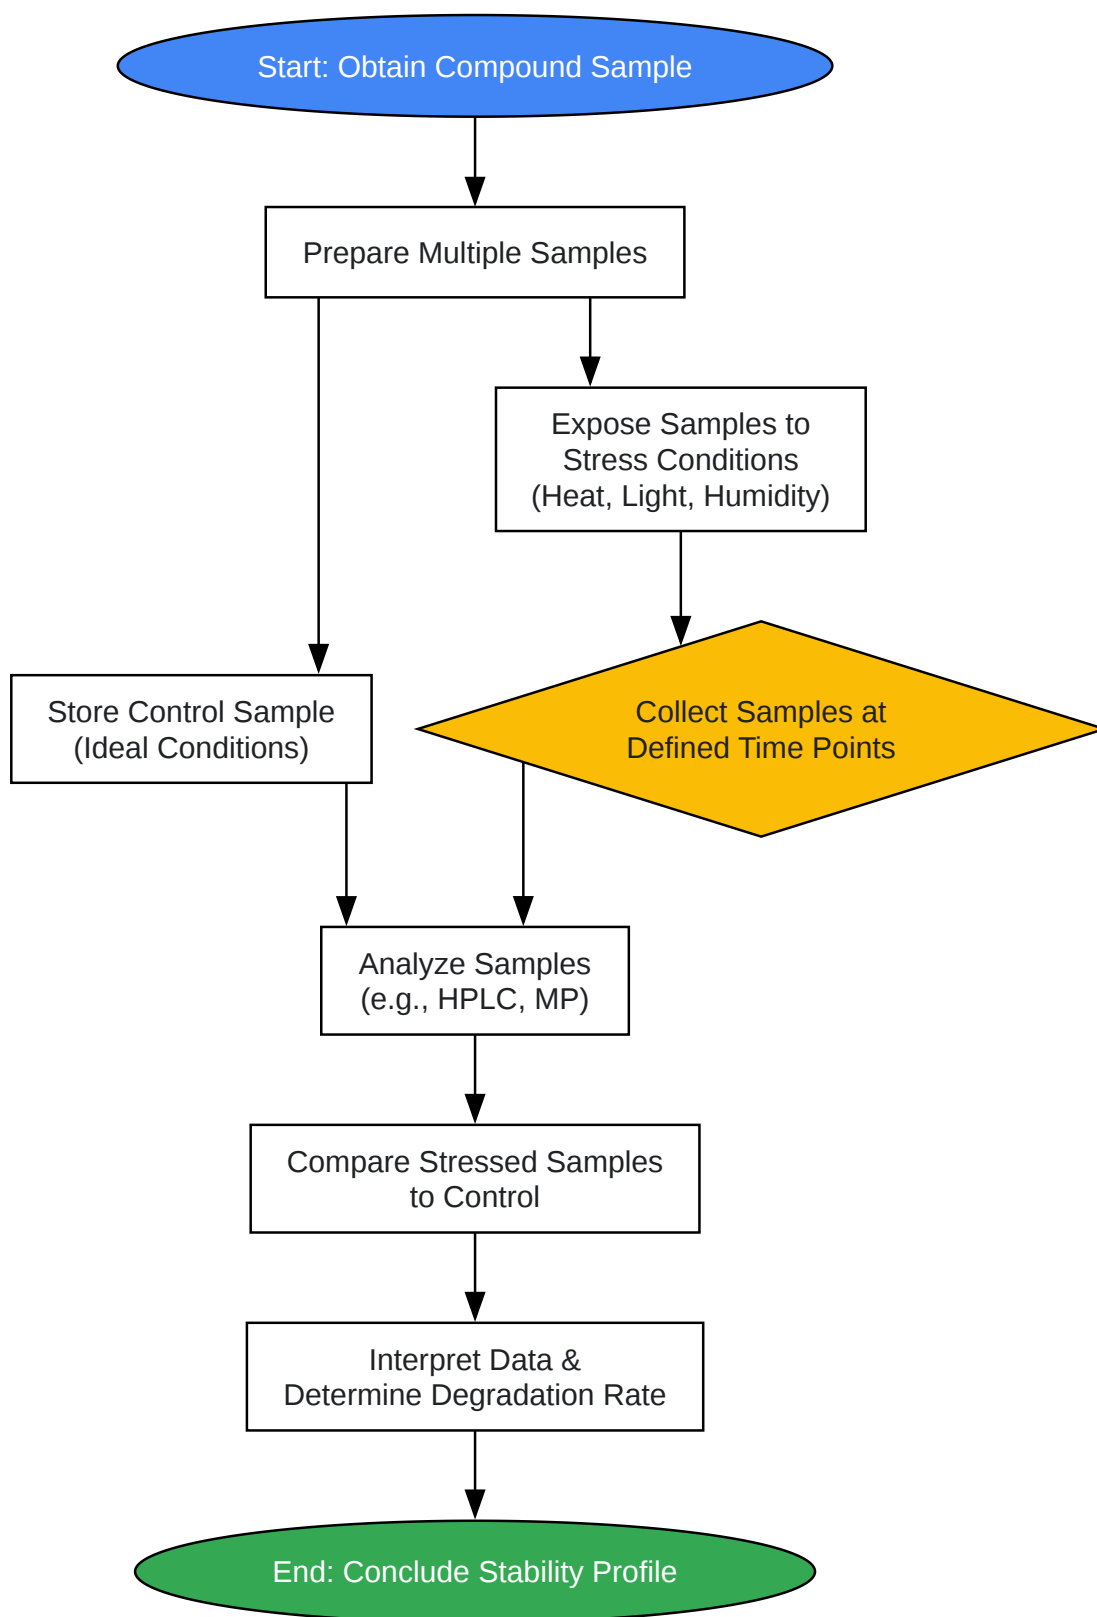 Start: Obtain Compound Sample
Prepare Multiple Samples
Expose Samples to
Stress Conditions
(Heat, Light, Humidity)
Store Control Sample
(Ideal Conditions)
Collect Samples at
Defined Time Points
Analyze Samples
(e.g., HPLC, MP)
Compare Stressed Samples
to Control
Interpret Data &
Determine Degradation Rate
End: Conclude Stability Profile